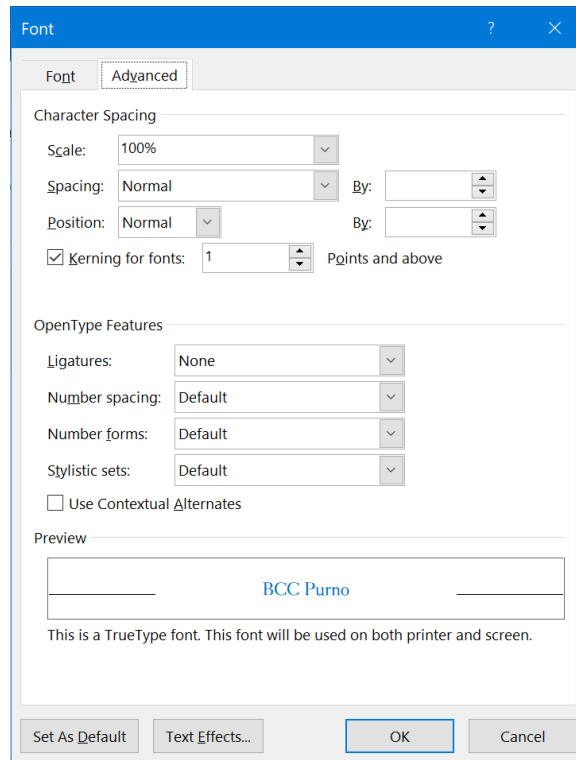 Font ?
Font Advanced
Character Spacing
Scale: 100%
Spacing: Normal By:
Position: Normal By:
Kerning for fonts: 1 Points and above
OpenType Features
Ligatures: None
Number spacing: Default
Number forms: Default
Stylistic sets: Default
Use Contextual Alternates
Preview
BCC Purno
This is a TrueType font. This font will be used on both printer and screen.
Set As Default Text Effects... OK Cancel